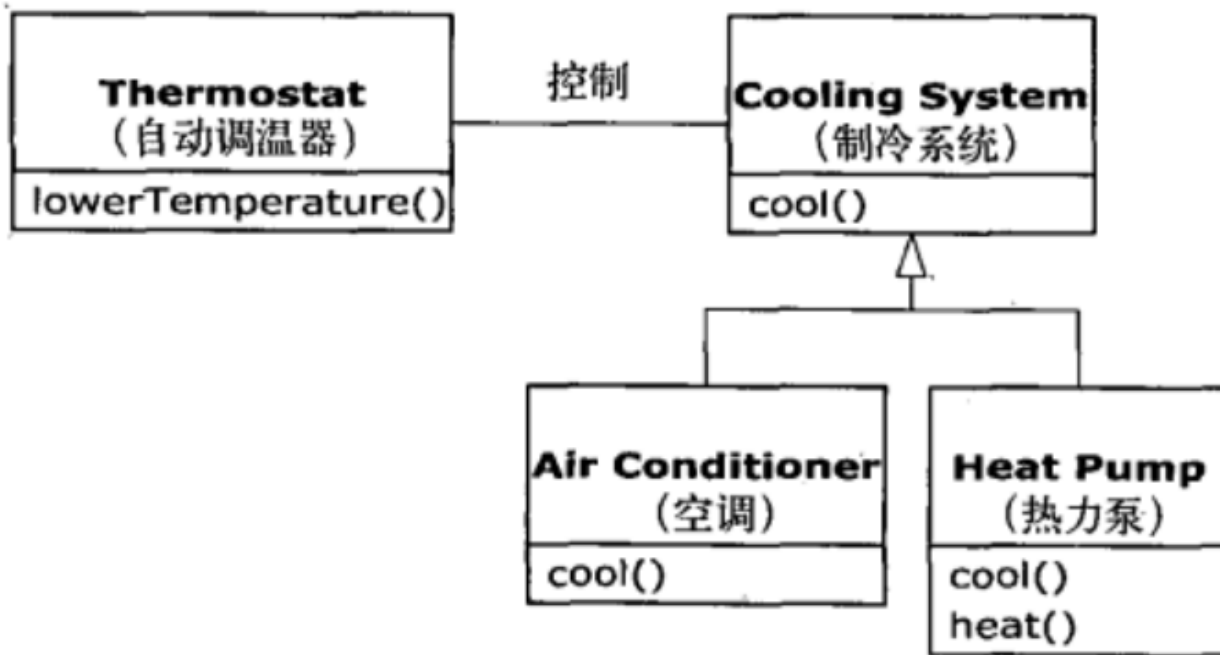 Thermostat
（自动调温器）
lowerTemperature()
控制
Cooling System
（制冷系统）
cool()
Air Conditioner
（空调）
cool()
Heat Pump
（热力泵）
cool()
heat()